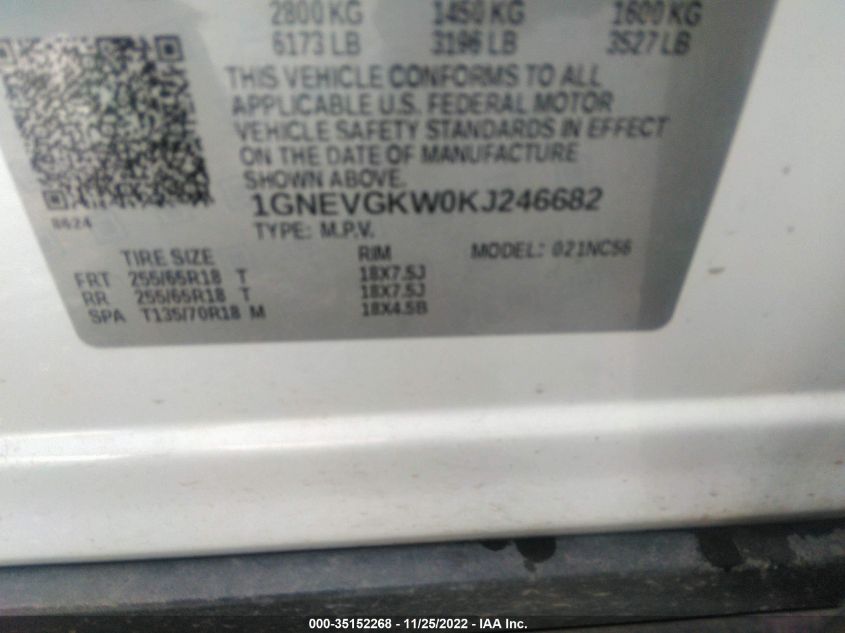 2800 KG 1450 KG 1600 KG
6173 LB 3196 LB 3527 LB
THIS VEHICLE CONFORMS TO ALL
APPLICABLE U.S. FEDERAL MOTOR
VEHICLE SAFETY STANDARDS IN EFFECT
ON THE DATE OF MANUFACTURE
SHOWN ABOVE.
1GNEVGKW0KJ246682
8624
TYPE: M.P.V.
TIRE SIZE RIM MODEL: 021NC56
FRT 255/65R18 T 18X7.5J
RR 255/65R18 T 18X7.5J
SPA T135/70R18 M 18X4.5B
000-35152268 - 11/25/2022 - IAA Inc.